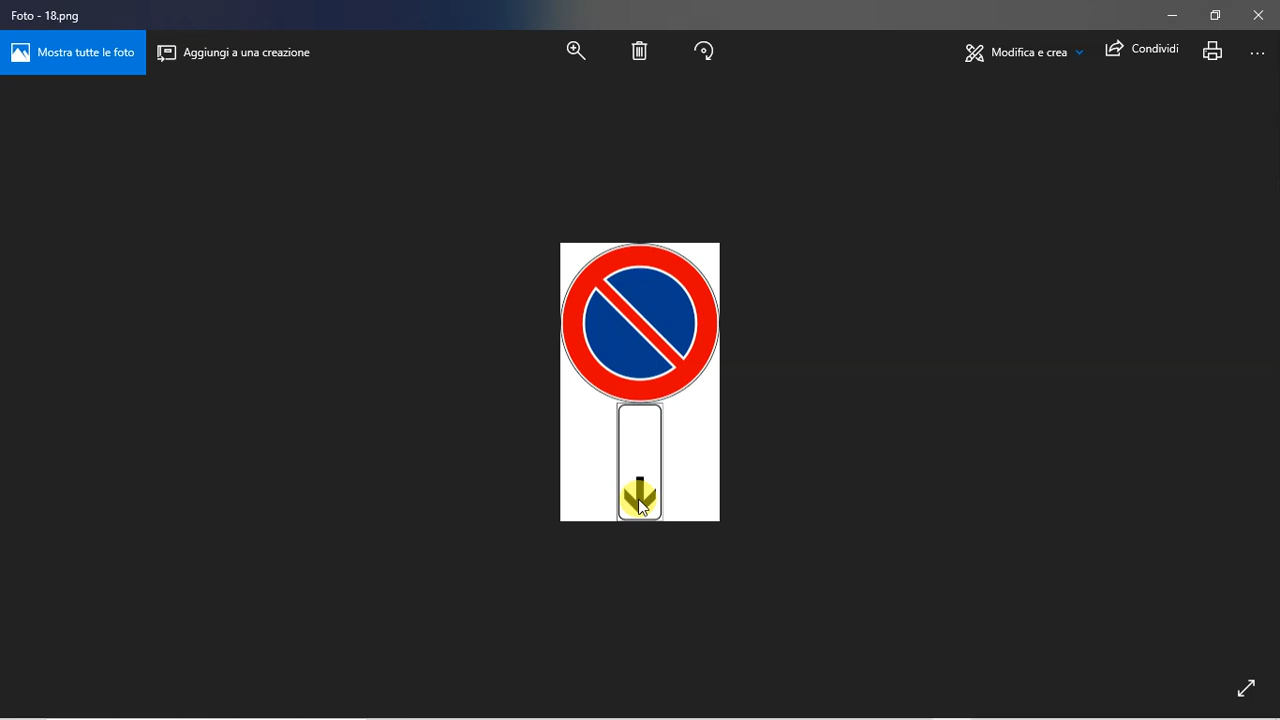 Foto - 18.png
Mostra tutte le foto
Aggiungi a una creazione
Modifica e crea
Condividi